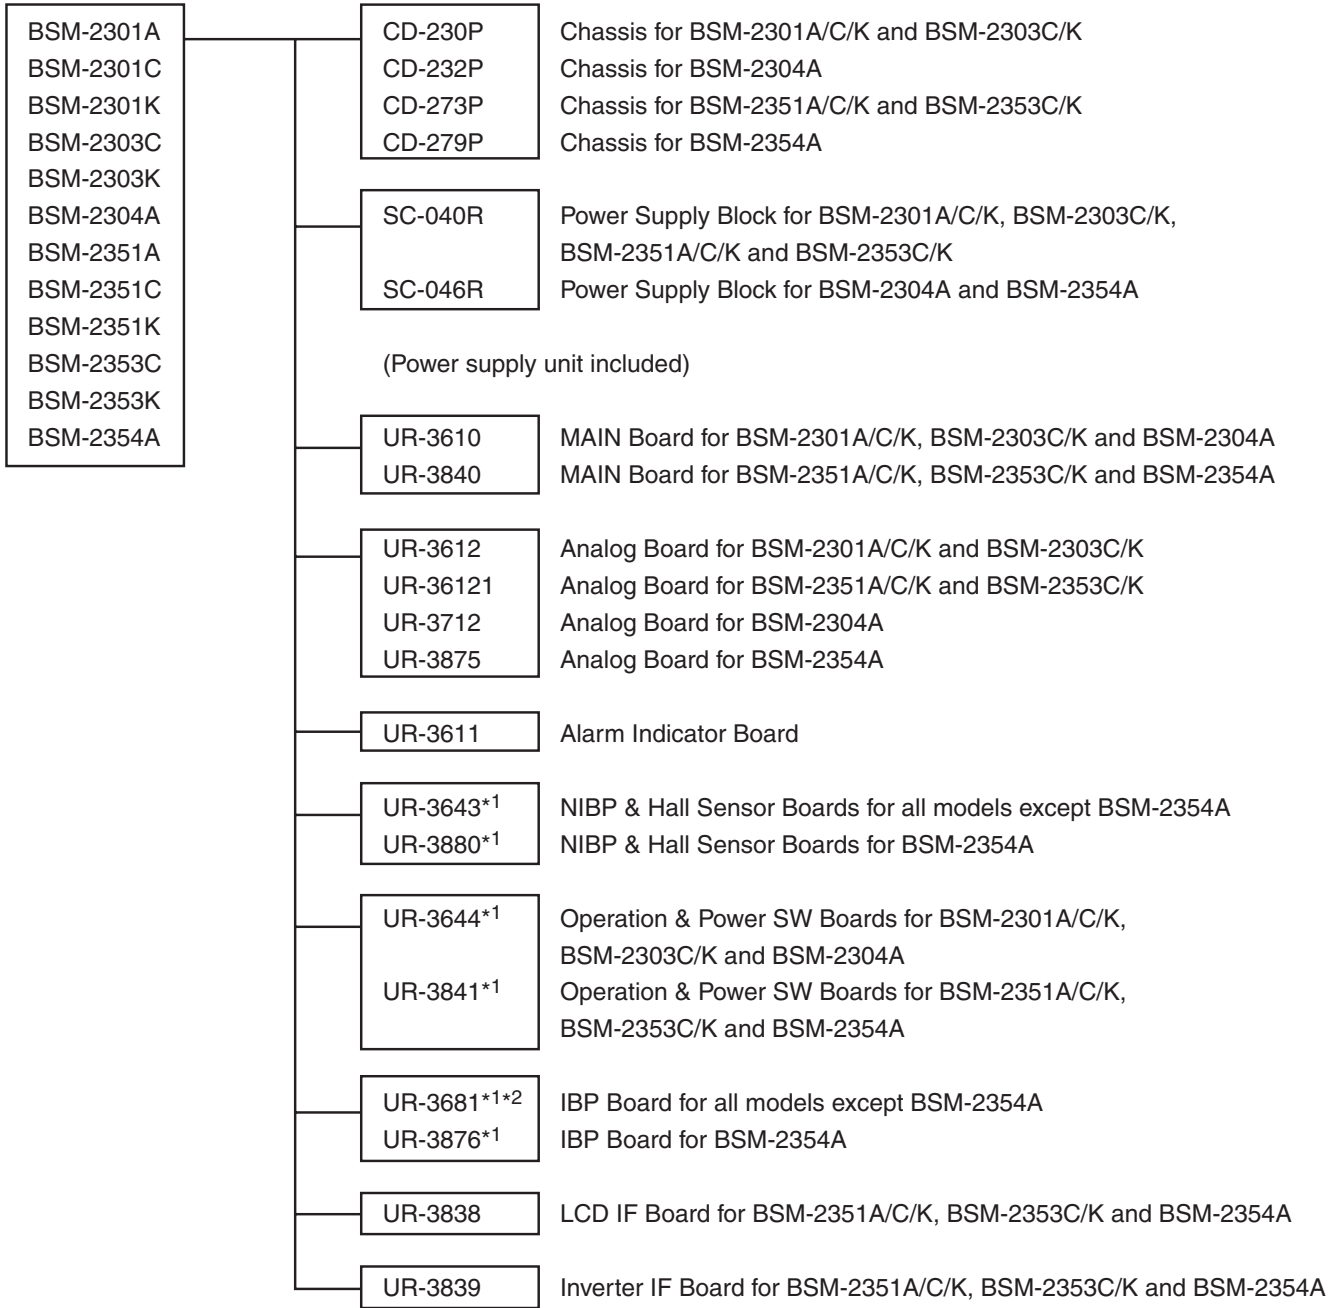 BSM-2301A
BSM-2301C
BSM-2301K
BSM-2303C
BSM-2303K
BSM-2304A
BSM-2351A
BSM-2351C
BSM-2351K
BSM-2353C
BSM-2353K
BSM-2354A
CD-230P Chassis for BSM-2301A/C/K and BSM-2303C/K
CD-232P Chassis for BSM-2304A
CD-273P Chassis for BSM-2351A/C/K and BSM-2353C/K
CD-279P Chassis for BSM-2354A
SC-040R Power Supply Block for BSM-2301A/C/K, BSM-2303C/K,
BSM-2351A/C/K and BSM-2353C/K
SC-046R Power Supply Block for BSM-2304A and BSM-2354A
(Power supply unit included)
UR-3610 MAIN Board for BSM-2301A/C/K, BSM-2303C/K and BSM-2304A
UR-3840 MAIN Board for BSM-2351A/C/K, BSM-2353C/K and BSM-2354A
UR-3612 Analog Board for BSM-2301A/C/K and BSM-2303C/K
UR-36121 Analog Board for BSM-2351A/C/K and BSM-2353C/K
UR-3712 Analog Board for BSM-2304A
UR-3875 Analog Board for BSM-2354A
UR-3611 Alarm Indicator Board
UR-3643*1 NIBP & Hall Sensor Boards for all models except BSM-2354A
UR-3880*1 NIBP & Hall Sensor Boards for BSM-2354A
UR-3644*1 Operation & Power SW Boards for BSM-2301A/C/K,
BSM-2303C/K and BSM-2304A
UR-3841*1 Operation & Power SW Boards for BSM-2351A/C/K,
BSM-2353C/K and BSM-2354A
UR-3681*1*2 IBP Board for all models except BSM-2354A
UR-3876*1 IBP Board for BSM-2354A
UR-3838 LCD IF Board for BSM-2351A/C/K, BSM-2353C/K and BSM-2354A
UR-3839 Inverter IF Board for BSM-2351A/C/K, BSM-2353C/K and BSM-2354A